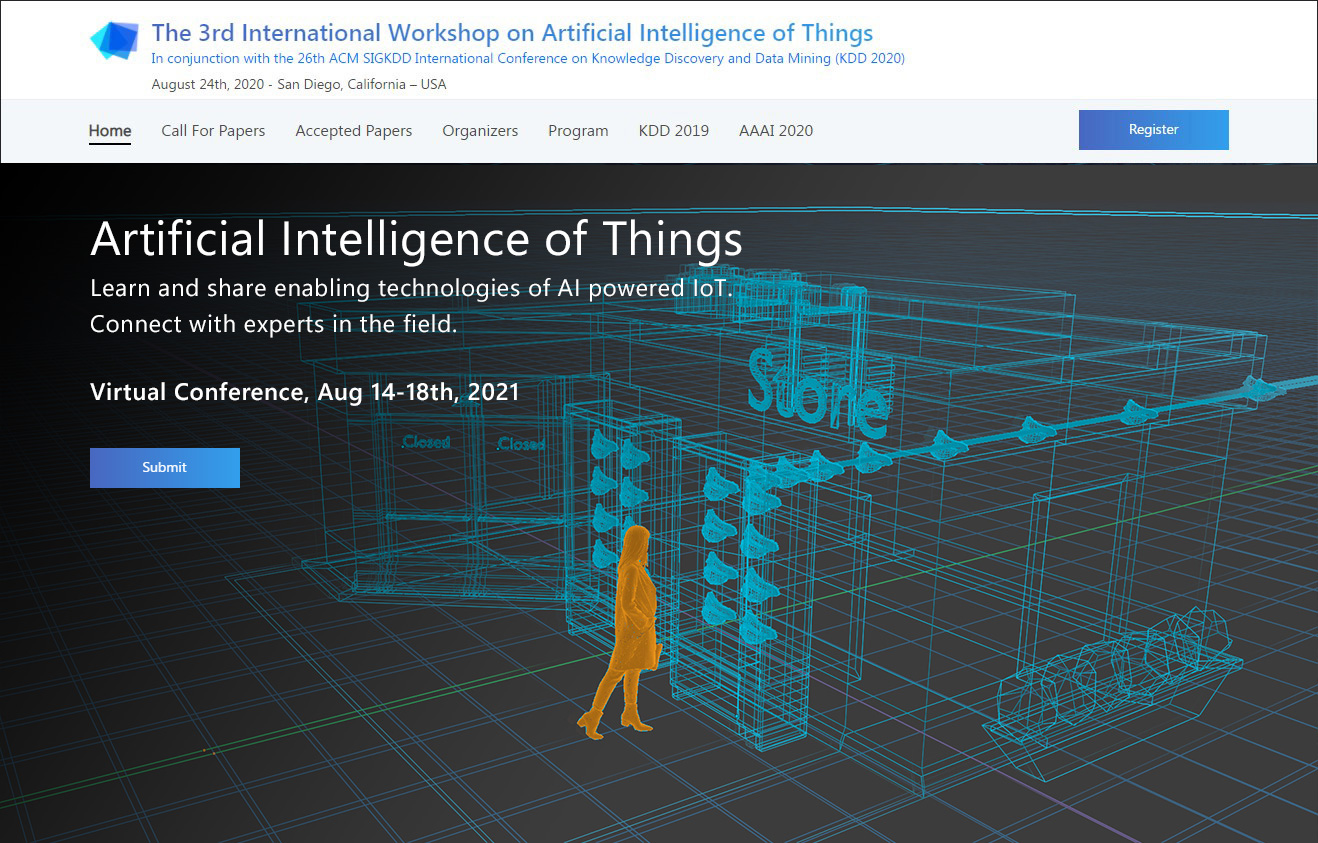 The 3rd International Workshop on Artificial Intelligence of Things
In conjunction with the 26th ACM SIGKDD International Conference on Knowledge Discovery and Data Mining (KDD 2020)
August 24th, 2020 - San Diego, California – USA
Home Call For Papers Accepted Papers Organizers Program KDD 2019 AAAI 2020 Register
Artificial Intelligence of Things
Learn and share enabling technologies of AI powered IoT.
Connect with experts in the field.
Store
Virtual Conference, Aug 14-18th, 2021
.Closed .Closed
Submit